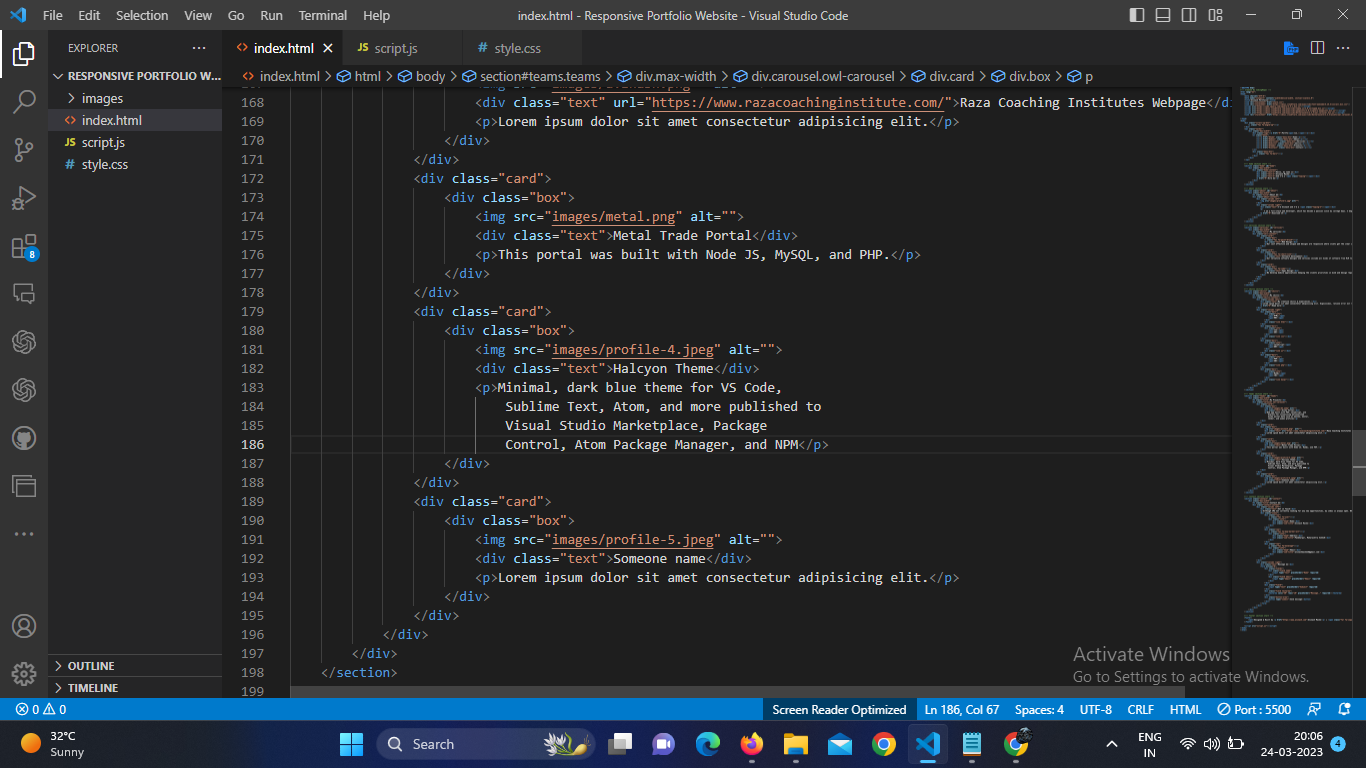 File Edit Selection View Go Run Terminal Help index.html - Responsive Portfolio Website - Visual Studio Code
EXPLORER
RESPONSIVE PORTFOLIO W...
images
index.html
JS script.js
# style.css
OUTLINE
TIMELINE
8
index.html JS script.js # style.css
index.html > html > body > section#teams.teams > div.max-width > div.carousel.owl-carousel > div.card > div.box > p
168 <div class="text" url="https://www.razacoachinginstitute.com/">Raza Coaching Institutes Webpage</di
169 <p>Lorem ipsum dolor sit amet consectetur adipisicing elit.</p>
170 </div>
171 </div>
172 <div class="card">
173 <div class="box">
174 <img src="images/metal.png" alt="">
175 <div class="text">Metal Trade Portal</div>
176 <p>This portal was built with Node JS, MySQL, and PHP.</p>
177 </div>
178 </div>
179 <div class="card">
180 <div class="box">
181 <img src="images/profile-4.jpeg" alt="">
182 <div class="text">Halcyon Theme</div>
183 <p>Minimal, dark blue theme for VS Code,
184 Sublime Text, Atom, and more published to
185 Visual Studio Marketplace, Package
186 Control, Atom Package Manager, and NPM</p>
187 </div>
188 </div>
189 <div class="card">
190 <div class="box">
191 <img src="images/profile-5.jpeg" alt="">
192 <div class="text">Someone name</div>
193 <p>Lorem ipsum dolor sit amet consectetur adipisicing elit.</p>
194 </div>
195 </div>
196 </div>
197 </div>
198 </section>
199
Activate Windows
Go to Settings to activate Windows.
0 0 Screen Reader Optimized Ln 186, Col 67 Spaces: 4 UTF-8 CRLF HTML Port : 5500
32°C
Sunny
Search
ENG
IN
20:06
24-03-2023
4